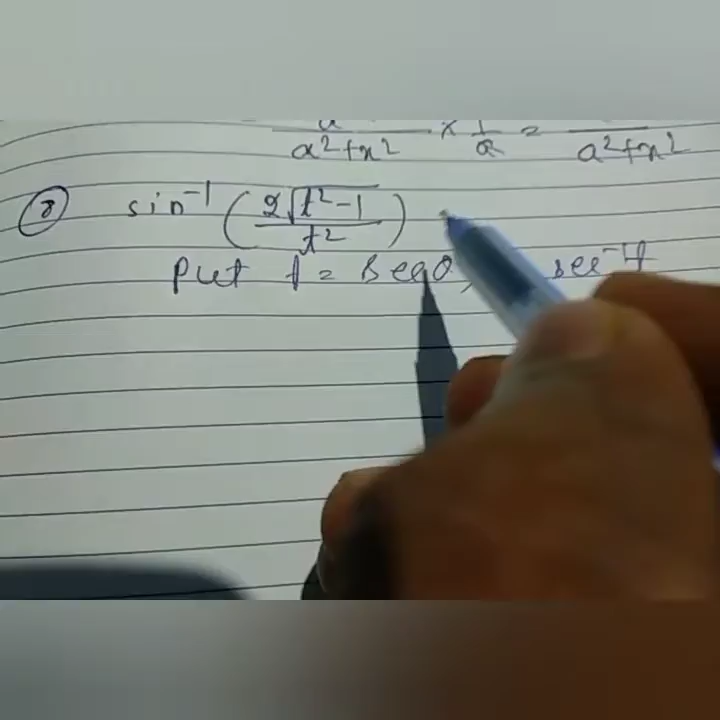 a² + x² × 1/a = a² + x²
⑧ sin⁻¹ (2√t² - 1 / t²)
Put t = secθ, sec⁻¹t